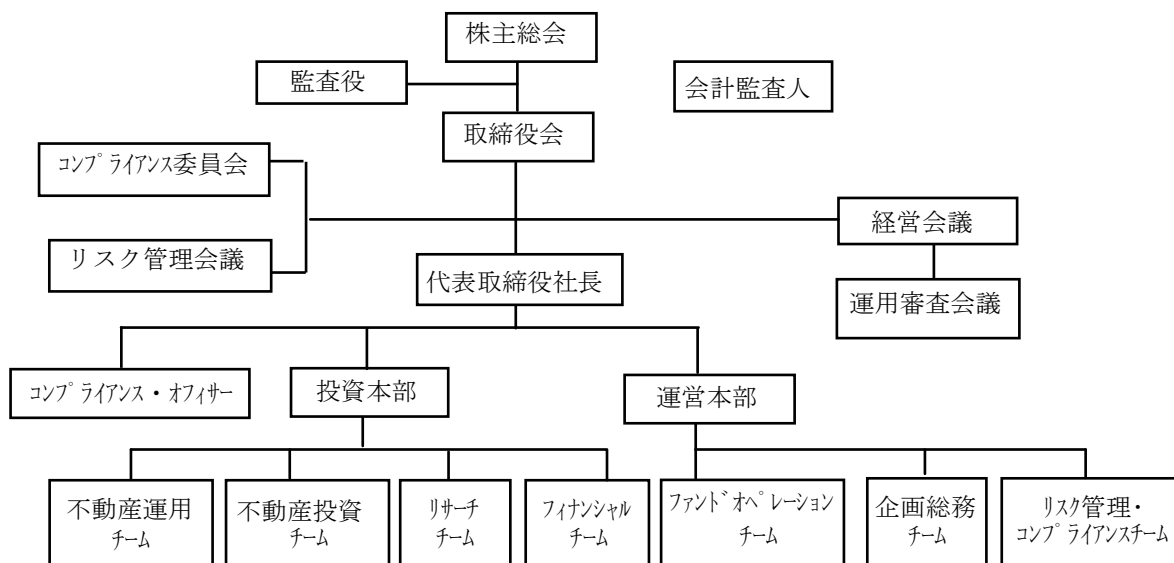 株主総会
監査役
会計監査人
取締役会
コンプライアンス委員会
経営会議
リスク管理会議
代表取締役社長
運用審査会議
コンプライアンス・オフィサー
投資本部
運営本部
不動産運用
チーム
不動産投資
チーム
リサーチ
チーム
フィナンシャル
チーム
ファンドオペレーション
チーム
企画総務
チーム
リスク管理・
コンプライアンスチーム